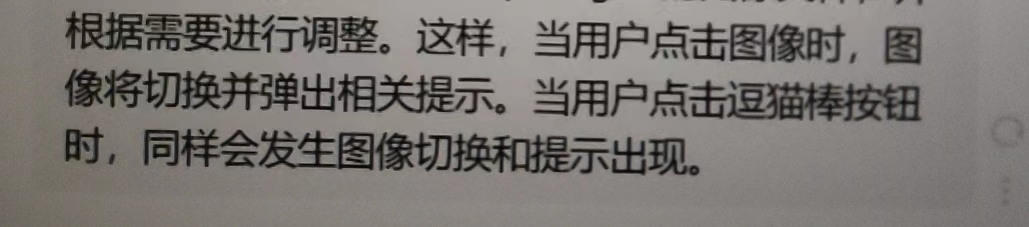 根据需要进行调整。这样，当用户点击图像时，图
像将切换并弹出相关提示。当用户点击逗猫棒按钮
时，同样会发生图像切换和提示出现。